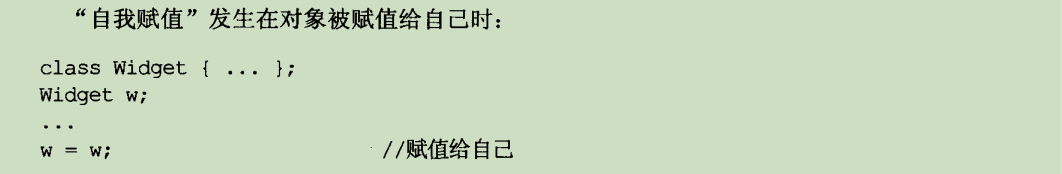 “自我赋值”发生在对象被赋值给自己时：
class Widget { ... };
Widget w;
...
w = w; //赋值给自己